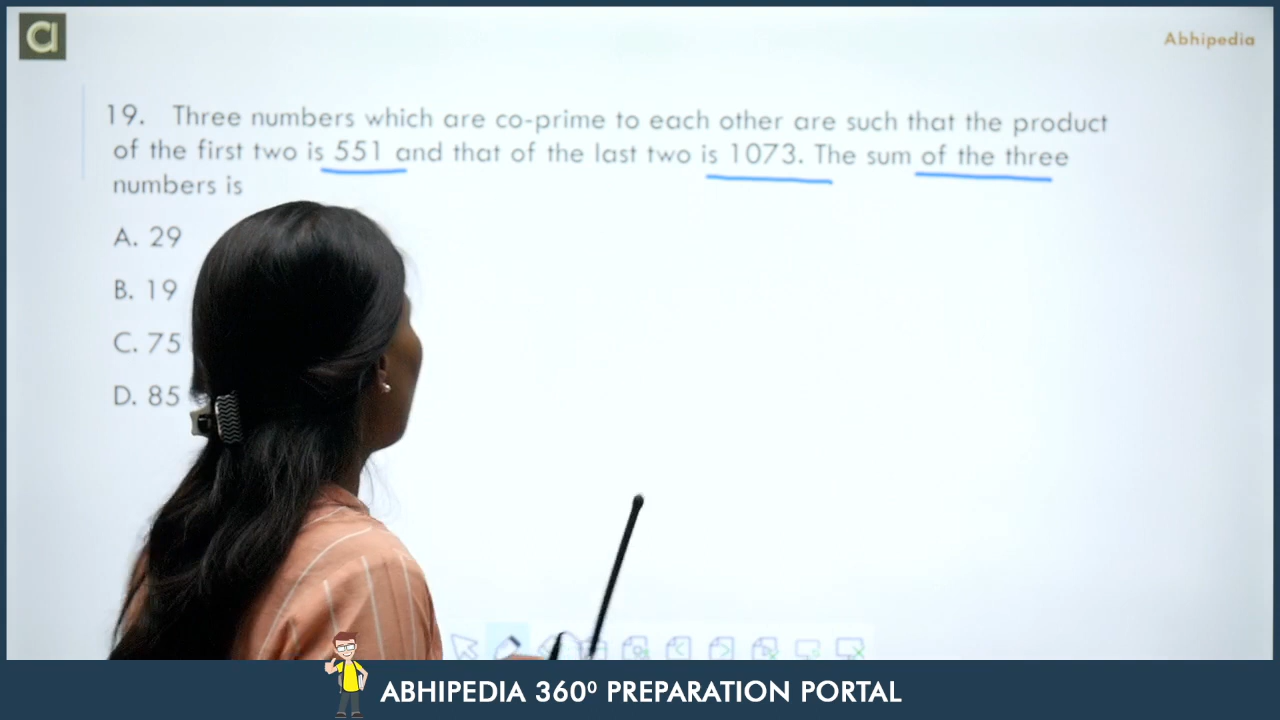 Abhipedia
19. Three numbers which are co-prime to each other are such that the product
of the first two is 551 and that of the last two is 1073. The sum of the three
numbers is
A. 29
B. 19
C. 75
D. 85
ABHIPEDIA 360⁰ PREPARATION PORTAL